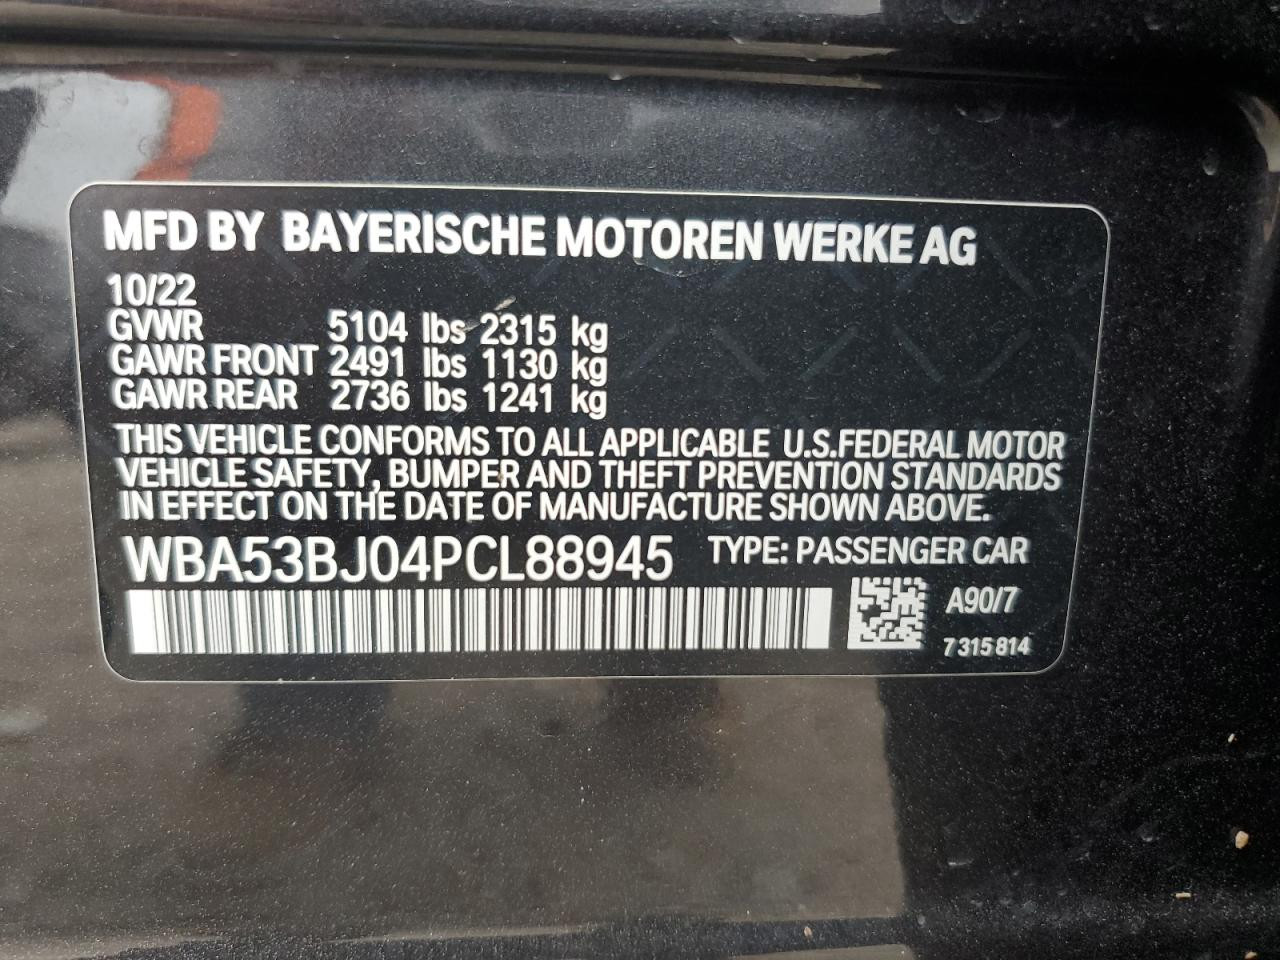 MFD BY BAYERISCHE MOTOREN WERKE AG
10/22
GVWR 5104 lbs 2315 kg
GAWR FRONT 2491 lbs 1130 kg
GAWR REAR 2736 lbs 1241 kg
THIS VEHICLE CONFORMS TO ALL APPLICABLE U.S.FEDERAL MOTOR
VEHICLE SAFETY, BUMPER AND THEFT PREVENTION STANDARDS
IN EFFECT ON THE DATE OF MANUFACTURE SHOWN ABOVE.
WBA53BJ04PCL88945 TYPE: PASSENGER CAR
A90/7
7 315 814